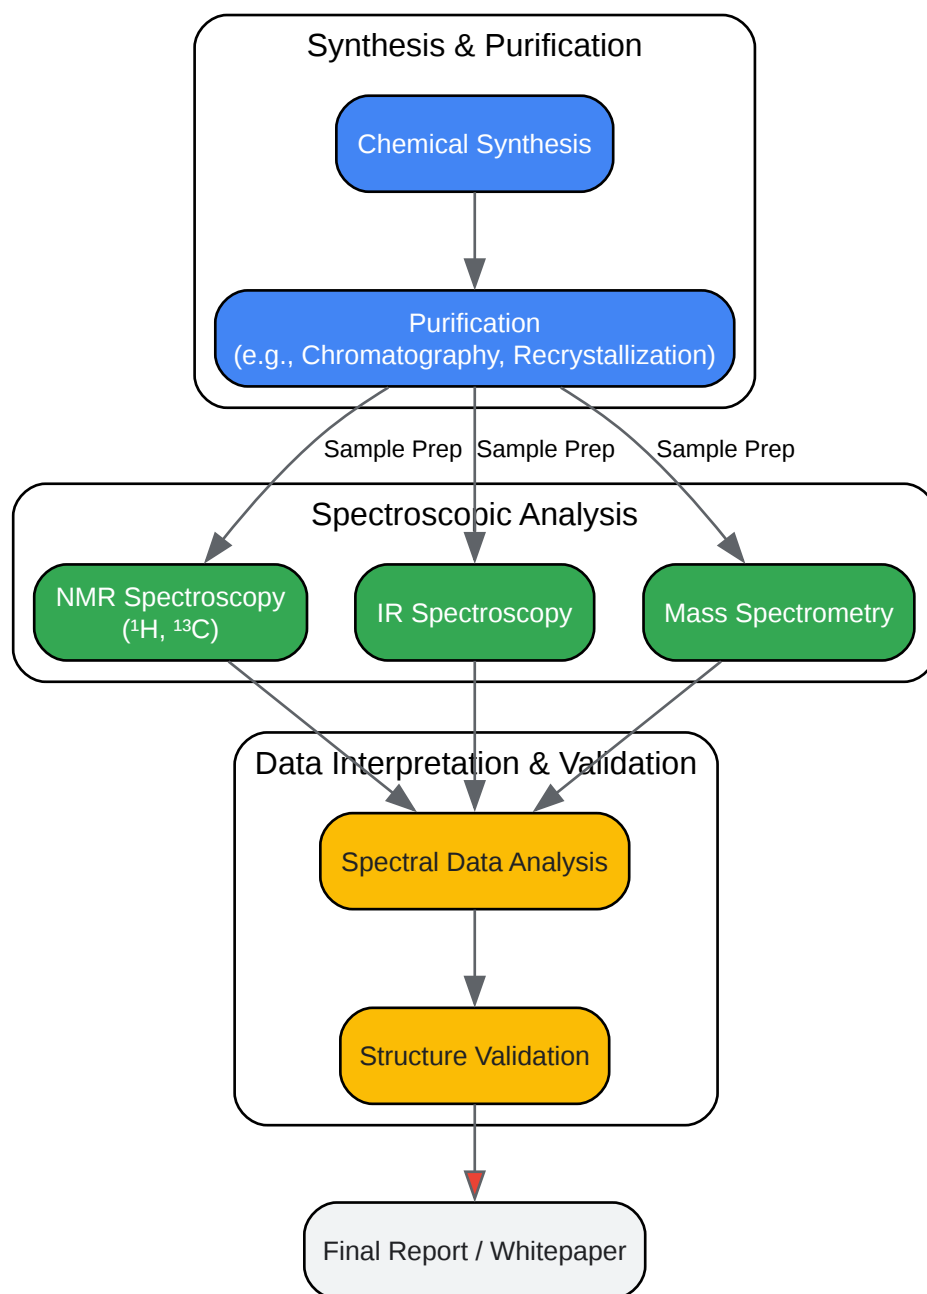 Synthesis & Purification
Chemical Synthesis
Purification
(e.g., Chromatography, Recrystallization)
Sample Prep
Sample Prep
Sample Prep
Spectroscopic Analysis
NMR Spectroscopy
(¹H, ¹³C)
IR Spectroscopy
Mass Spectrometry
Data Interpretation & Validation
Spectral Data Analysis
Structure Validation
Final Report / Whitepaper